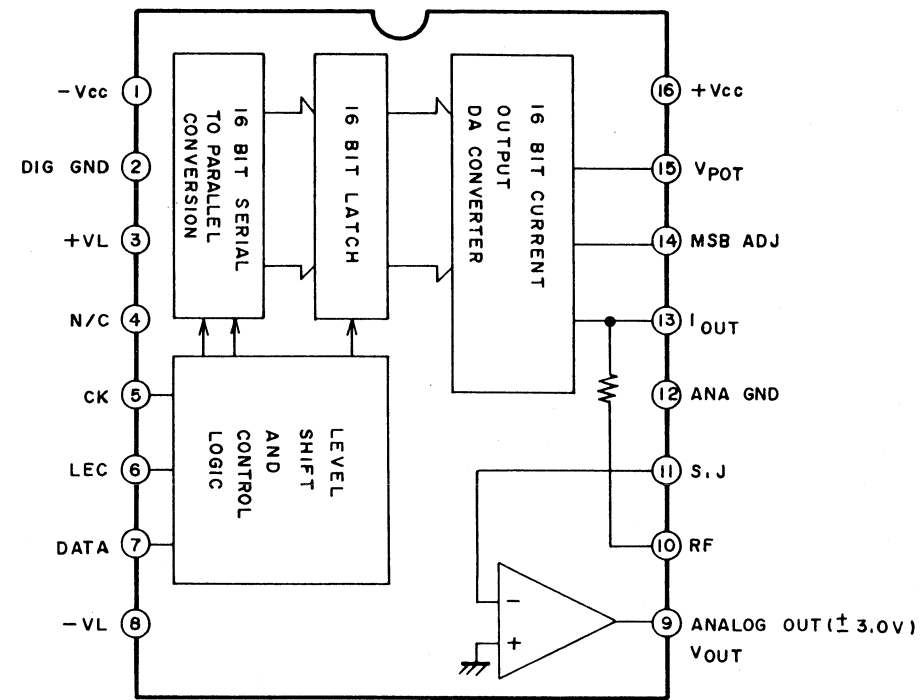 -Vcc 1
DIG GND 2
+VL 3
N/C 4
CK 5
LEC 6
DATA 7
-VL 8
16 BIT SERIAL
TO PARALLEL
CONVERSION
16 BIT LATCH
16 BIT CURRENT
OUTPUT
DA CONVERTER
LEVEL
SHIFT
AND
CONTROL
LOGIC
-
+
16 +Vcc
15 VPOT
14 MSB ADJ
13 IOUT
12 ANA GND
11 S.J
10 RF
9 ANALOG OUT(± 3.0V)
VOUT